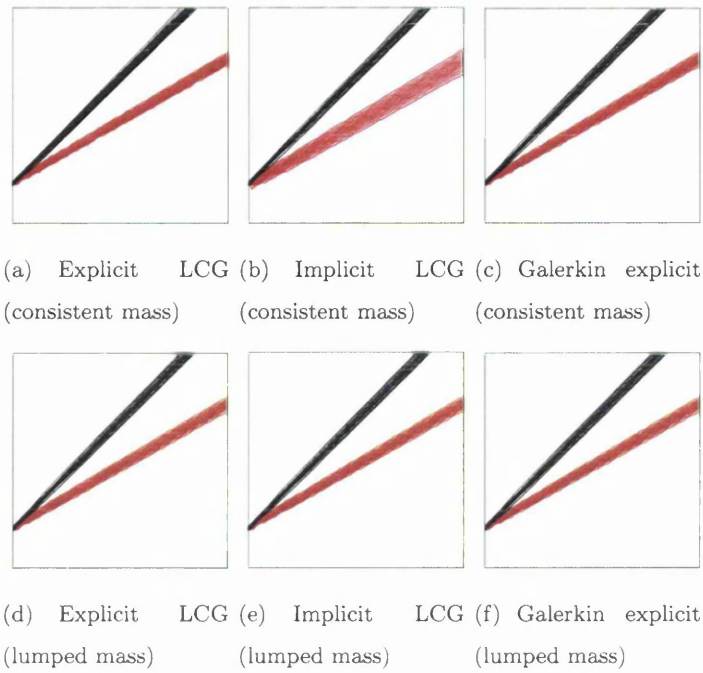 (a) Explicit LCG (b) Implicit LCG (c) Galerkin explicit
(consistent mass) (consistent mass) (consistent mass)
(d) Explicit LCG (e) Implicit LCG (f) Galerkin explicit
(lumped mass) (lumped mass) (lumped mass)